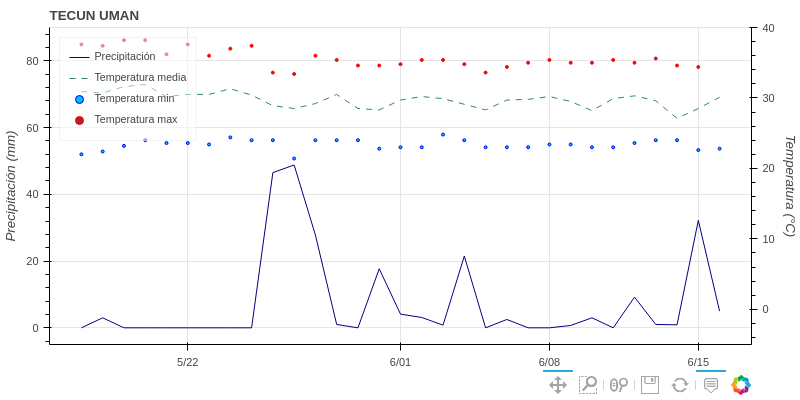 TECUN UMAN
Precipitación
Temperatura media
Temperatura min
Temperatura max
Precipitación (mm)
80
60
40
20
0
Temperatura (°C)
40
30
20
10
0
5/22
6/01
6/08
6/15